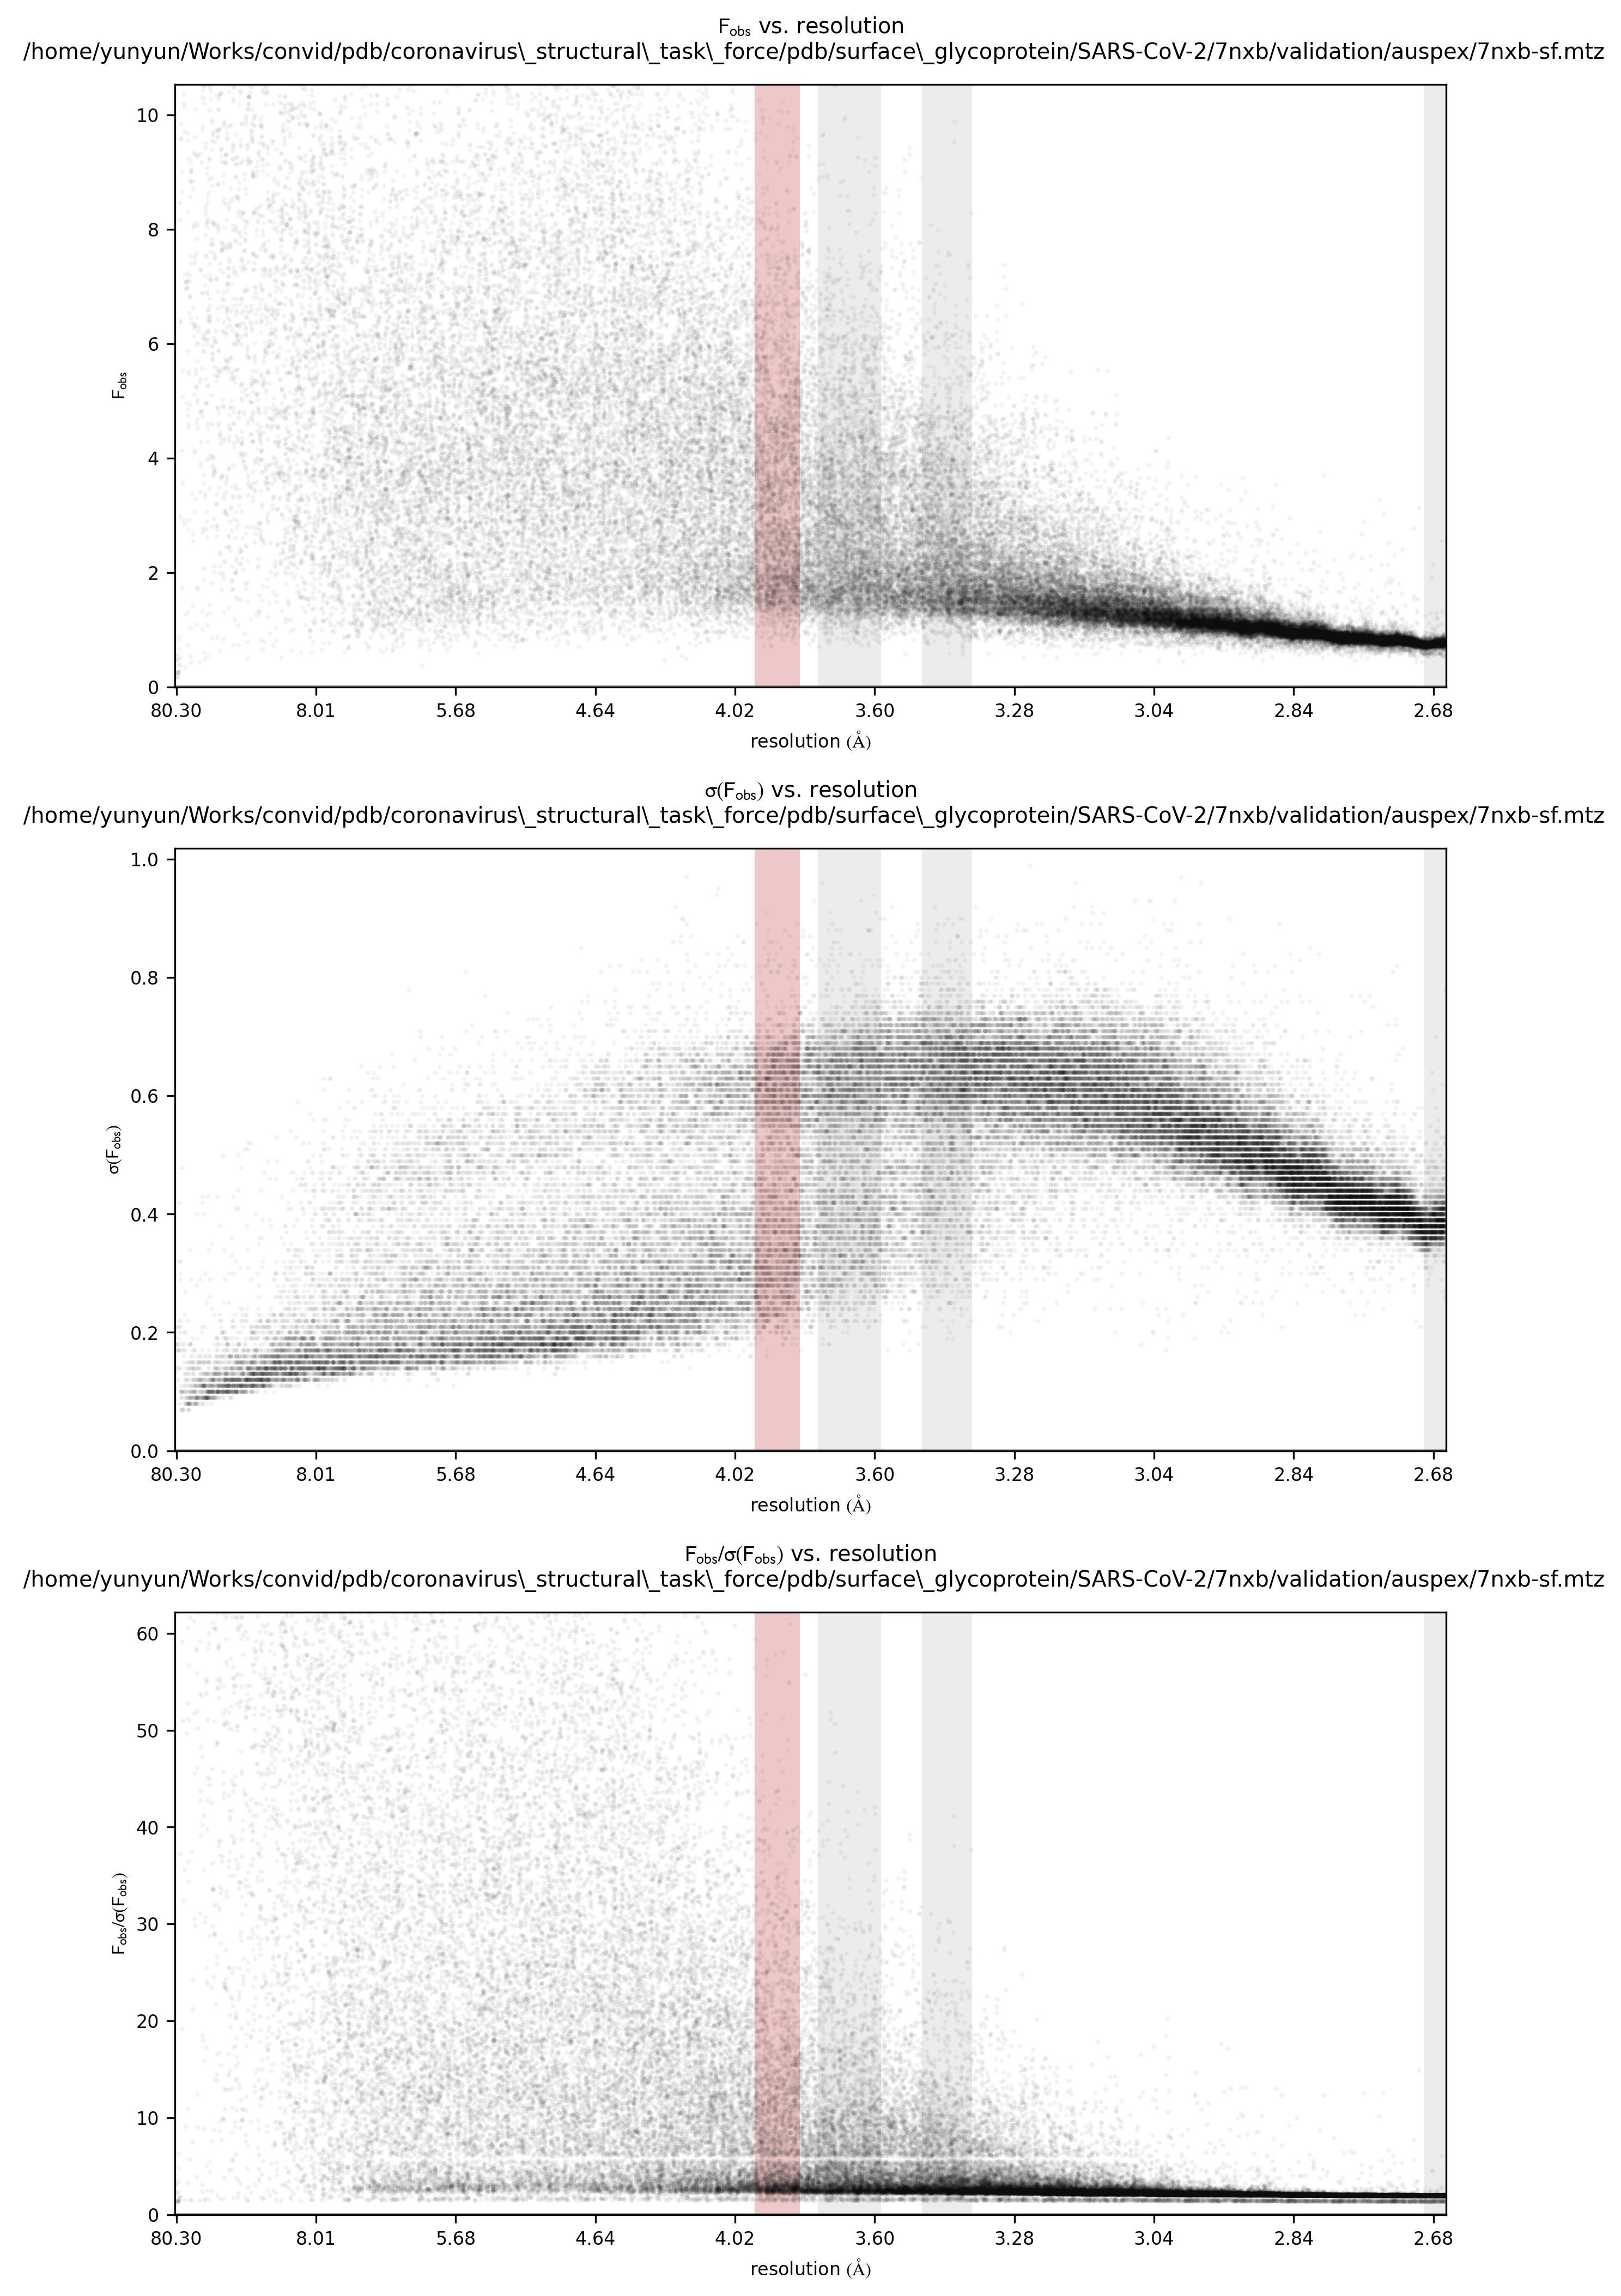 Fobs vs. resolution
/home/yunyun/Works/convid/pdb/coronavirus\_structural\_task\_force/pdb/surface\_glycoprotein/SARS-CoV-2/7nxb/validation/auspex/7nxb-sf.mtz
10
8
6
Fobs
4
2
0
80.30 8.01 5.68 4.64 4.02 3.60 3.28 3.04 2.84 2.68
resolution (Å)
σ(Fobs) vs. resolution
/home/yunyun/Works/convid/pdb/coronavirus\_structural\_task\_force/pdb/surface\_glycoprotein/SARS-CoV-2/7nxb/validation/auspex/7nxb-sf.mtz
1.0
0.8
0.6
σ(Fobs)
0.4
0.2
0.0
80.30 8.01 5.68 4.64 4.02 3.60 3.28 3.04 2.84 2.68
resolution (Å)
Fobs/σ(Fobs) vs. resolution
/home/yunyun/Works/convid/pdb/coronavirus\_structural\_task\_force/pdb/surface\_glycoprotein/SARS-CoV-2/7nxb/validation/auspex/7nxb-sf.mtz
60
50
40
Fobs/σ(Fobs)
30
20
10
0
80.30 8.01 5.68 4.64 4.02 3.60 3.28 3.04 2.84 2.68
resolution (Å)